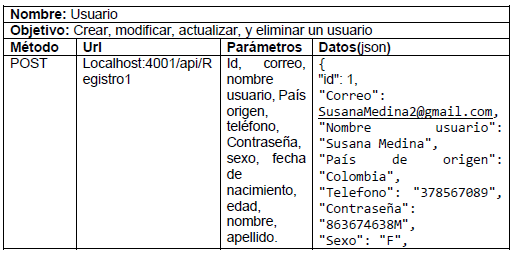 Nombre: Usuario
Objetivo: Crear, modificar, actualizar, y eliminar un usuario
Método Url Parámetros Datos(json)
POST
Localhost:4001/api/R
egistro1
Id, correo,
nombre
usuario, País
origen,
teléfono,
Contraseña,
sexo, fecha
de
nacimiento,
edad,
nombre,
apellido.
{
"id": 1,
"Correo":
SusanaMedina2@gmail.com,
"Nombre usuario":
"Susana Medina",
"País de origen":
"Colombia",
"Telefono": "378567089",
"Contraseña":
"863674638M",
"Sexo": "F",